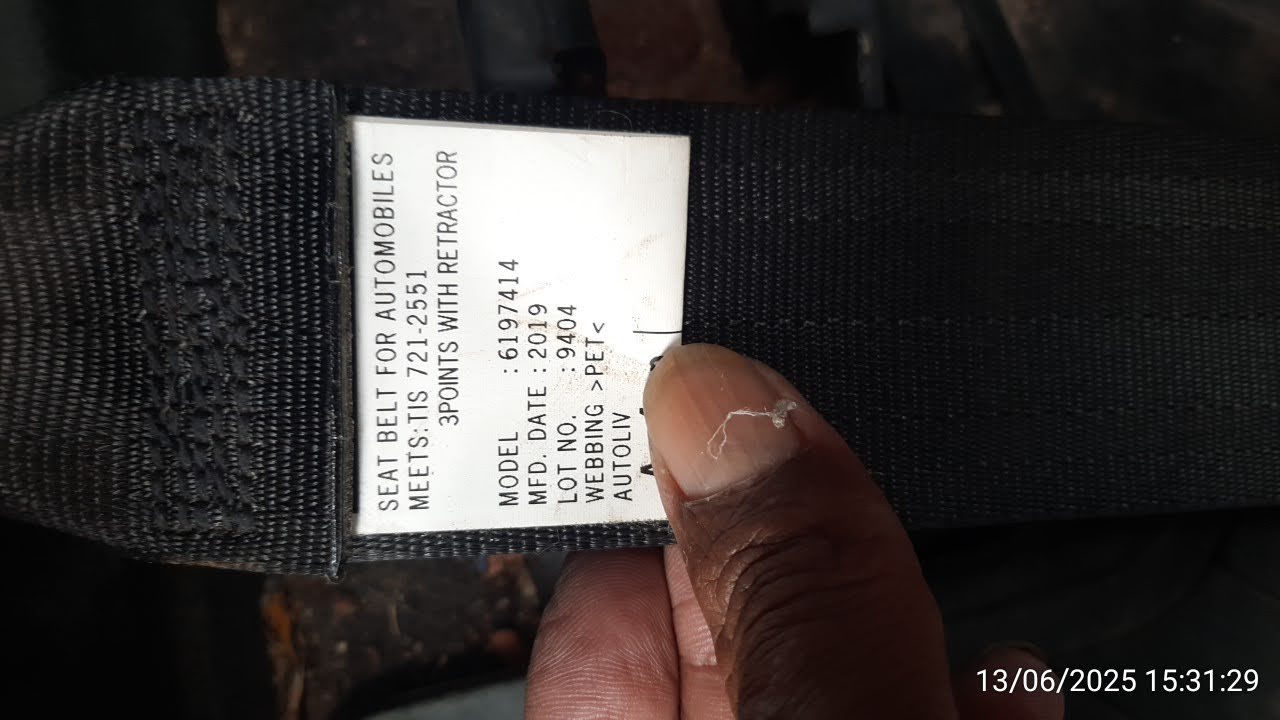 SEAT BELT FOR AUTOMOBILES
MEETS:TIS 721-2551
3POINTS WITH RETRACTOR
MODEL : 6197414
MFD. DATE : 2019
LOT NO. : 9404
WEBBING >PET<
AUTOLIV
13/06/2025 15:31:29